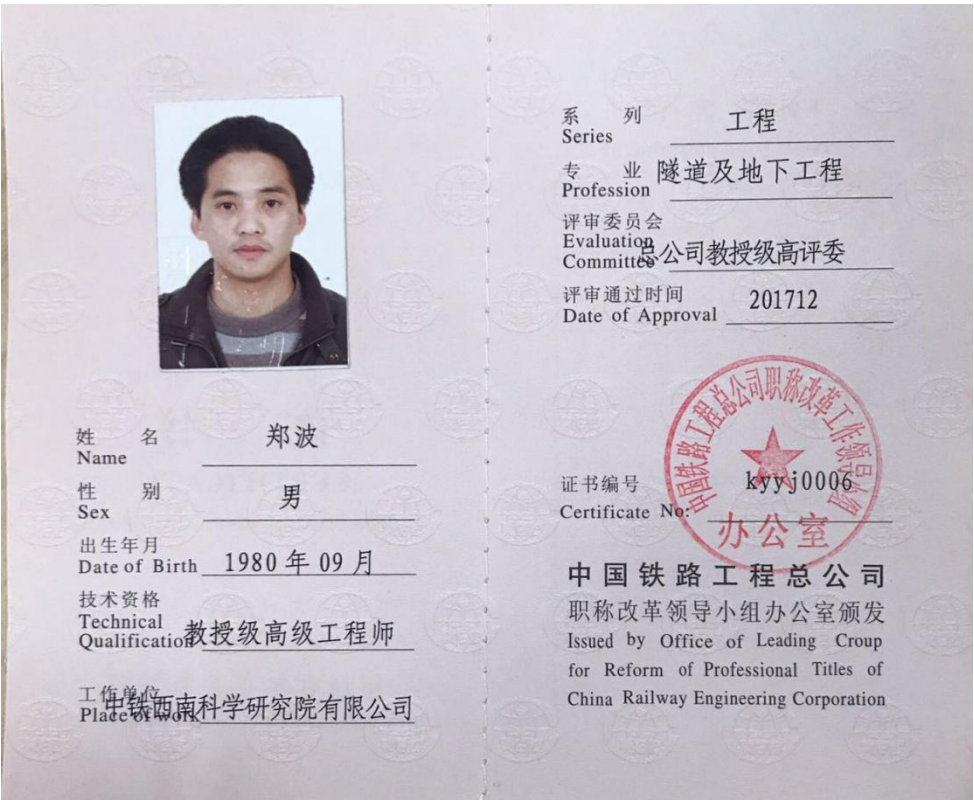 姓 名 郑波
Name
性 别 男
Sex
出生年月
Date of Birth 1980 年 09 月
技术资格
Technical
Qualification 教授级高级工程师
工作单位 中铁西南科学研究院有限公司
Place of work
系 列 工程
Series
专 业 隧道及地下工程
Profession
评审委员会
Evaluation
Committee 总公司教授级高评委
评审通过时间 201712
Date of Approval
中国铁路工程总公司职称改革工作领导小组
办公室
证书编号 kyyj0006
Certificate No:
中国铁路工程总公司
职称改革领导小组办公室颁发
Issued by Office of Leading Croup
for Reform of Professional Titles of
China Railway Engineering Corporation